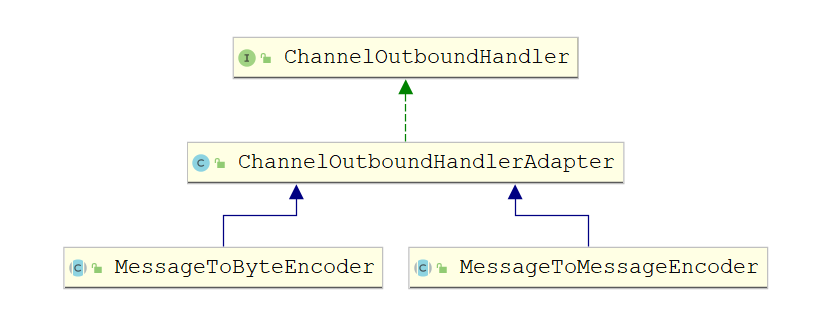 I ChannelOutboundHandler
C ChannelOutboundHandlerAdapter
C MessageToByteEncoder
C MessageToMessageEncoder